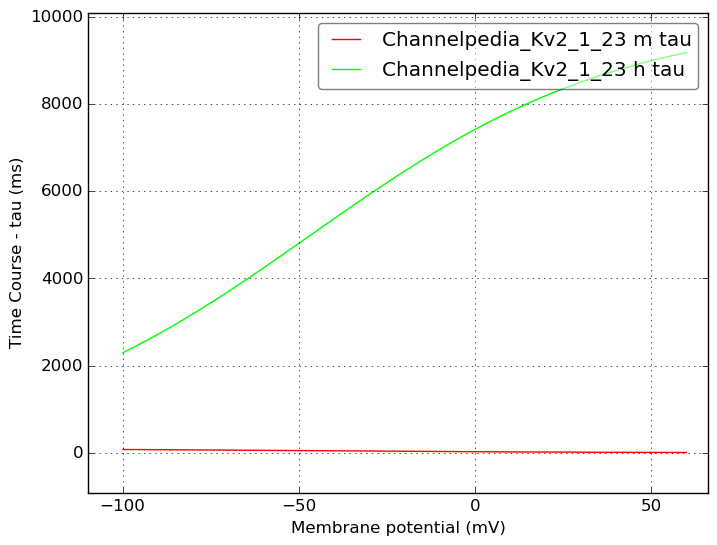 Channelpedia_Kv2_1_23 m tau
Channelpedia_Kv2_1_23 h tau
10000
8000
6000
4000
2000
0
Time Course - tau (ms)
−100
−50
0
50
Membrane potential (mV)